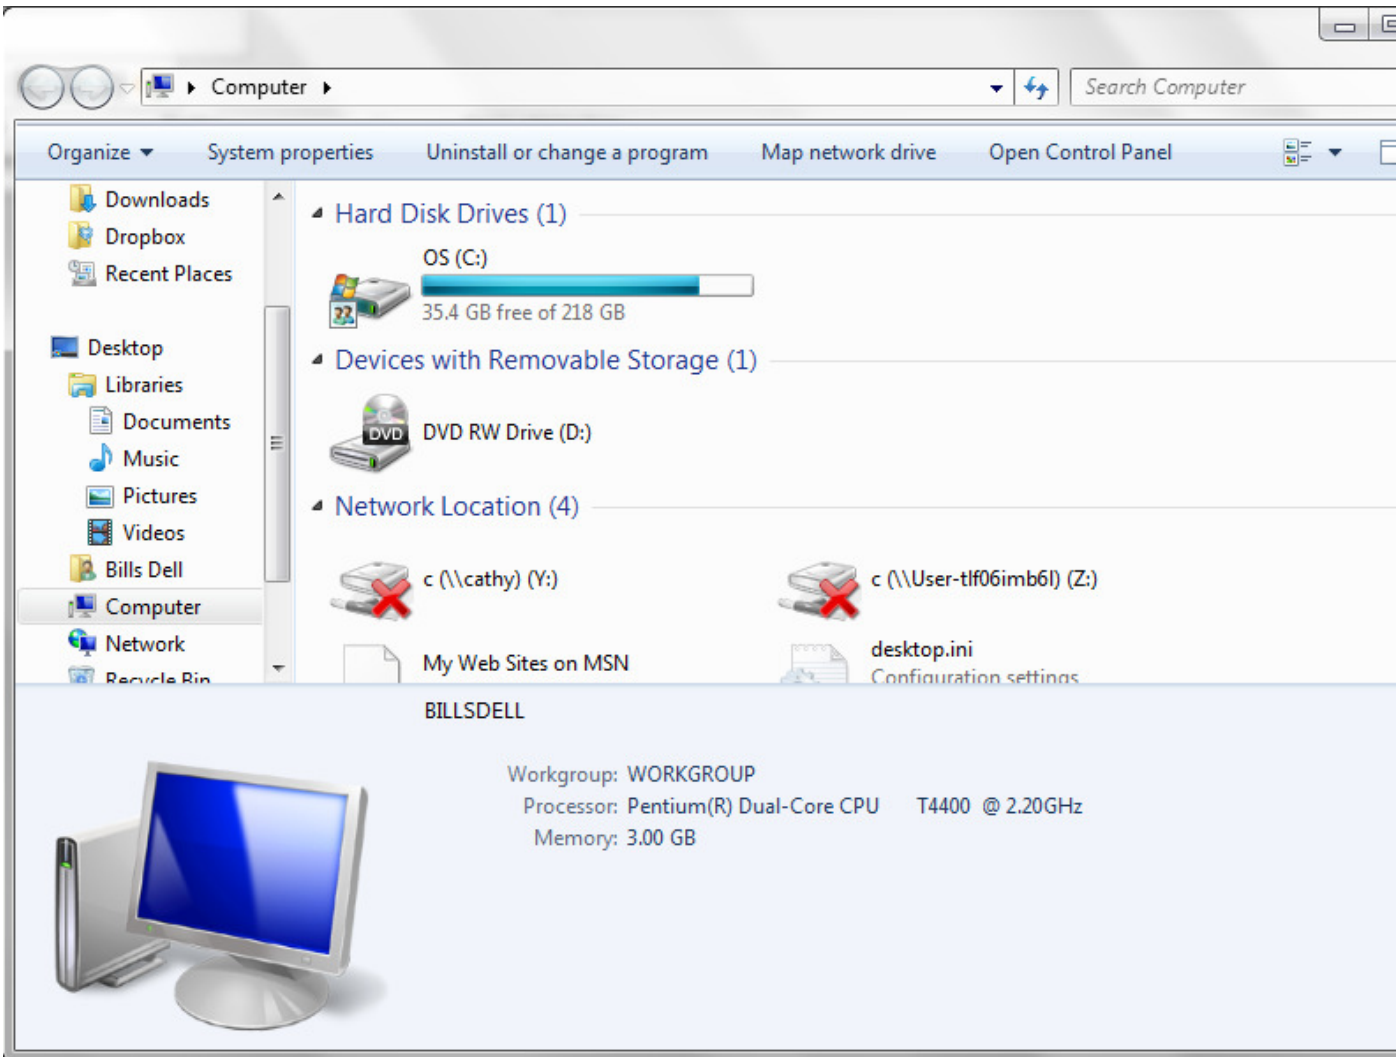 Computer
Search Computer
Organize System properties Uninstall or change a program Map network drive Open Control Panel
Downloads
Dropbox
Recent Places
Desktop
Libraries
Documents
Music
Pictures
Videos
Bills Dell
Computer
Network
Recycle Bin
Hard Disk Drives (1)
OS (C:)
35.4 GB free of 218 GB
Devices with Removable Storage (1)
DVD
DVD RW Drive (D:)
Network Location (4)
c (\\cathy) (Y:)
c (\\User-tlf06imb6l) (Z:)
My Web Sites on MSN
desktop.ini
Configuration settings
BILLSDELL
Workgroup: WORKGROUP
Processor: Pentium(R) Dual-Core CPU T4400 @ 2.20GHz
Memory: 3.00 GB